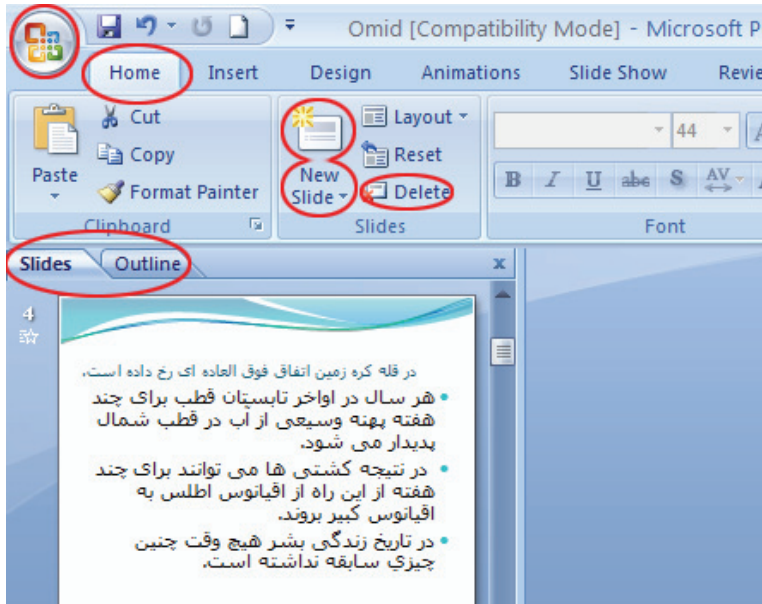 Omid [Compatibility Mode] - Microsoft P
Home Insert Design Animations Slide Show Revie
Paste
Cut
Copy
Format Painter
Clipboard
New
Slide
Layout
Reset
Delete
Slides
44
B I U abc S AV
Font
Slides Outline x
4
در قله کره زمین اتفاق فوق العاده ای رخ داده است.
هر سال در اواخر تابستان قطب برای چند
هفته پهنه وسیعی از آب در قطب شمال
پدیدار می شود.
در نتیجه کشتی ها می توانند برای چند
هفته از این راه از اقیانوس اطلس به
اقیانوس کبیر بروند.
در تاریخ زندگی بشر هیچ وقت چنین
چیزي سابقه نداشته است.